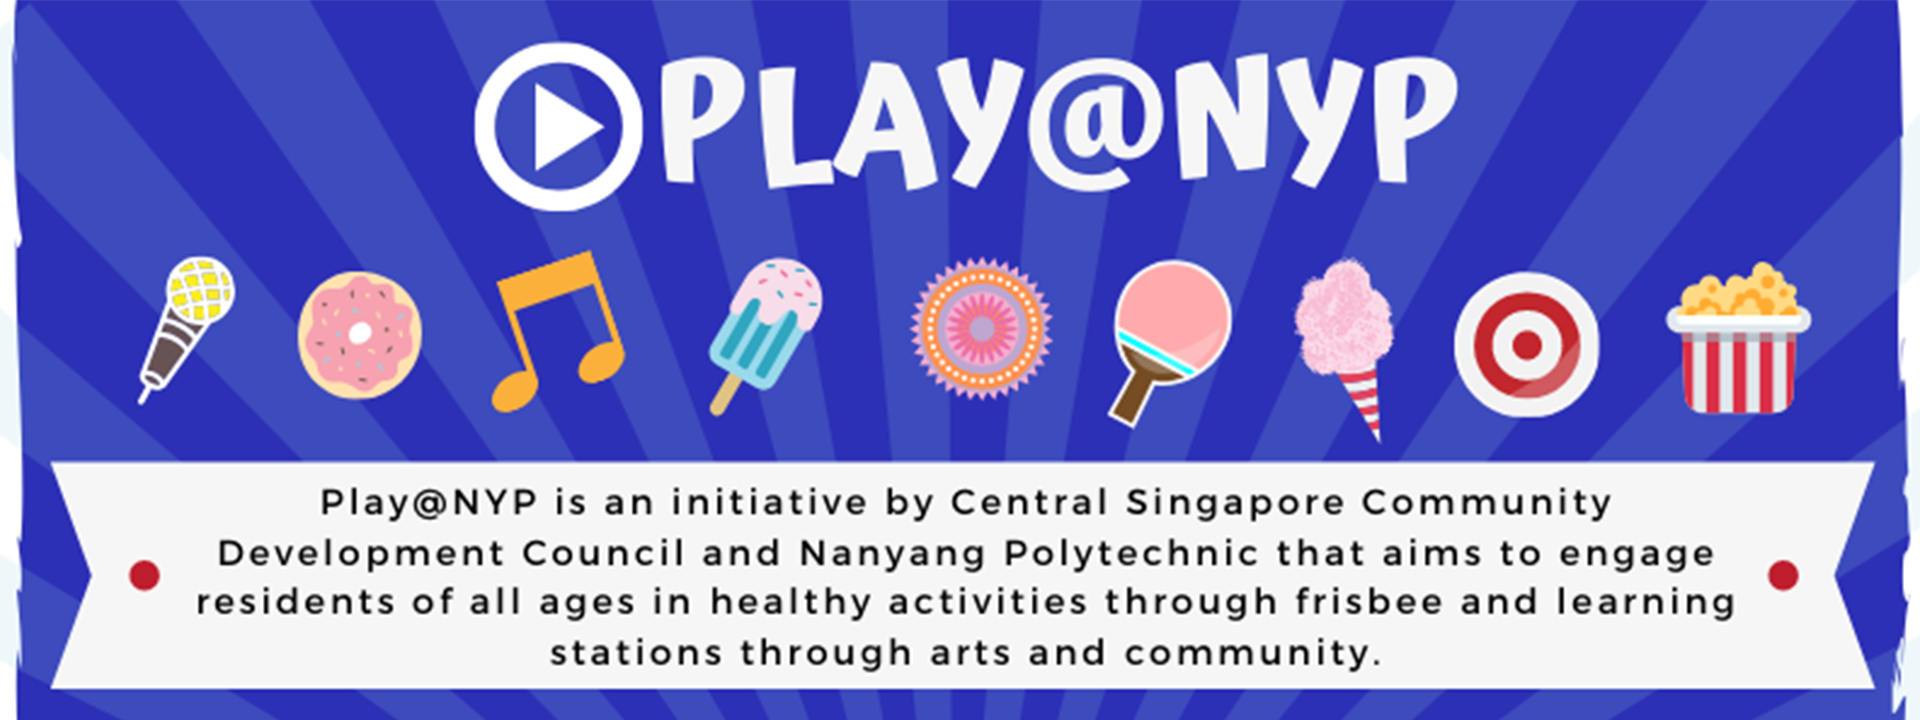 PLAY@NYP
Play@NYP is an initiative by Central Singapore Community
Development Council and Nanyang Polytechnic that aims to engage
residents of all ages in healthy activities through frisbee and learning
stations through arts and community.